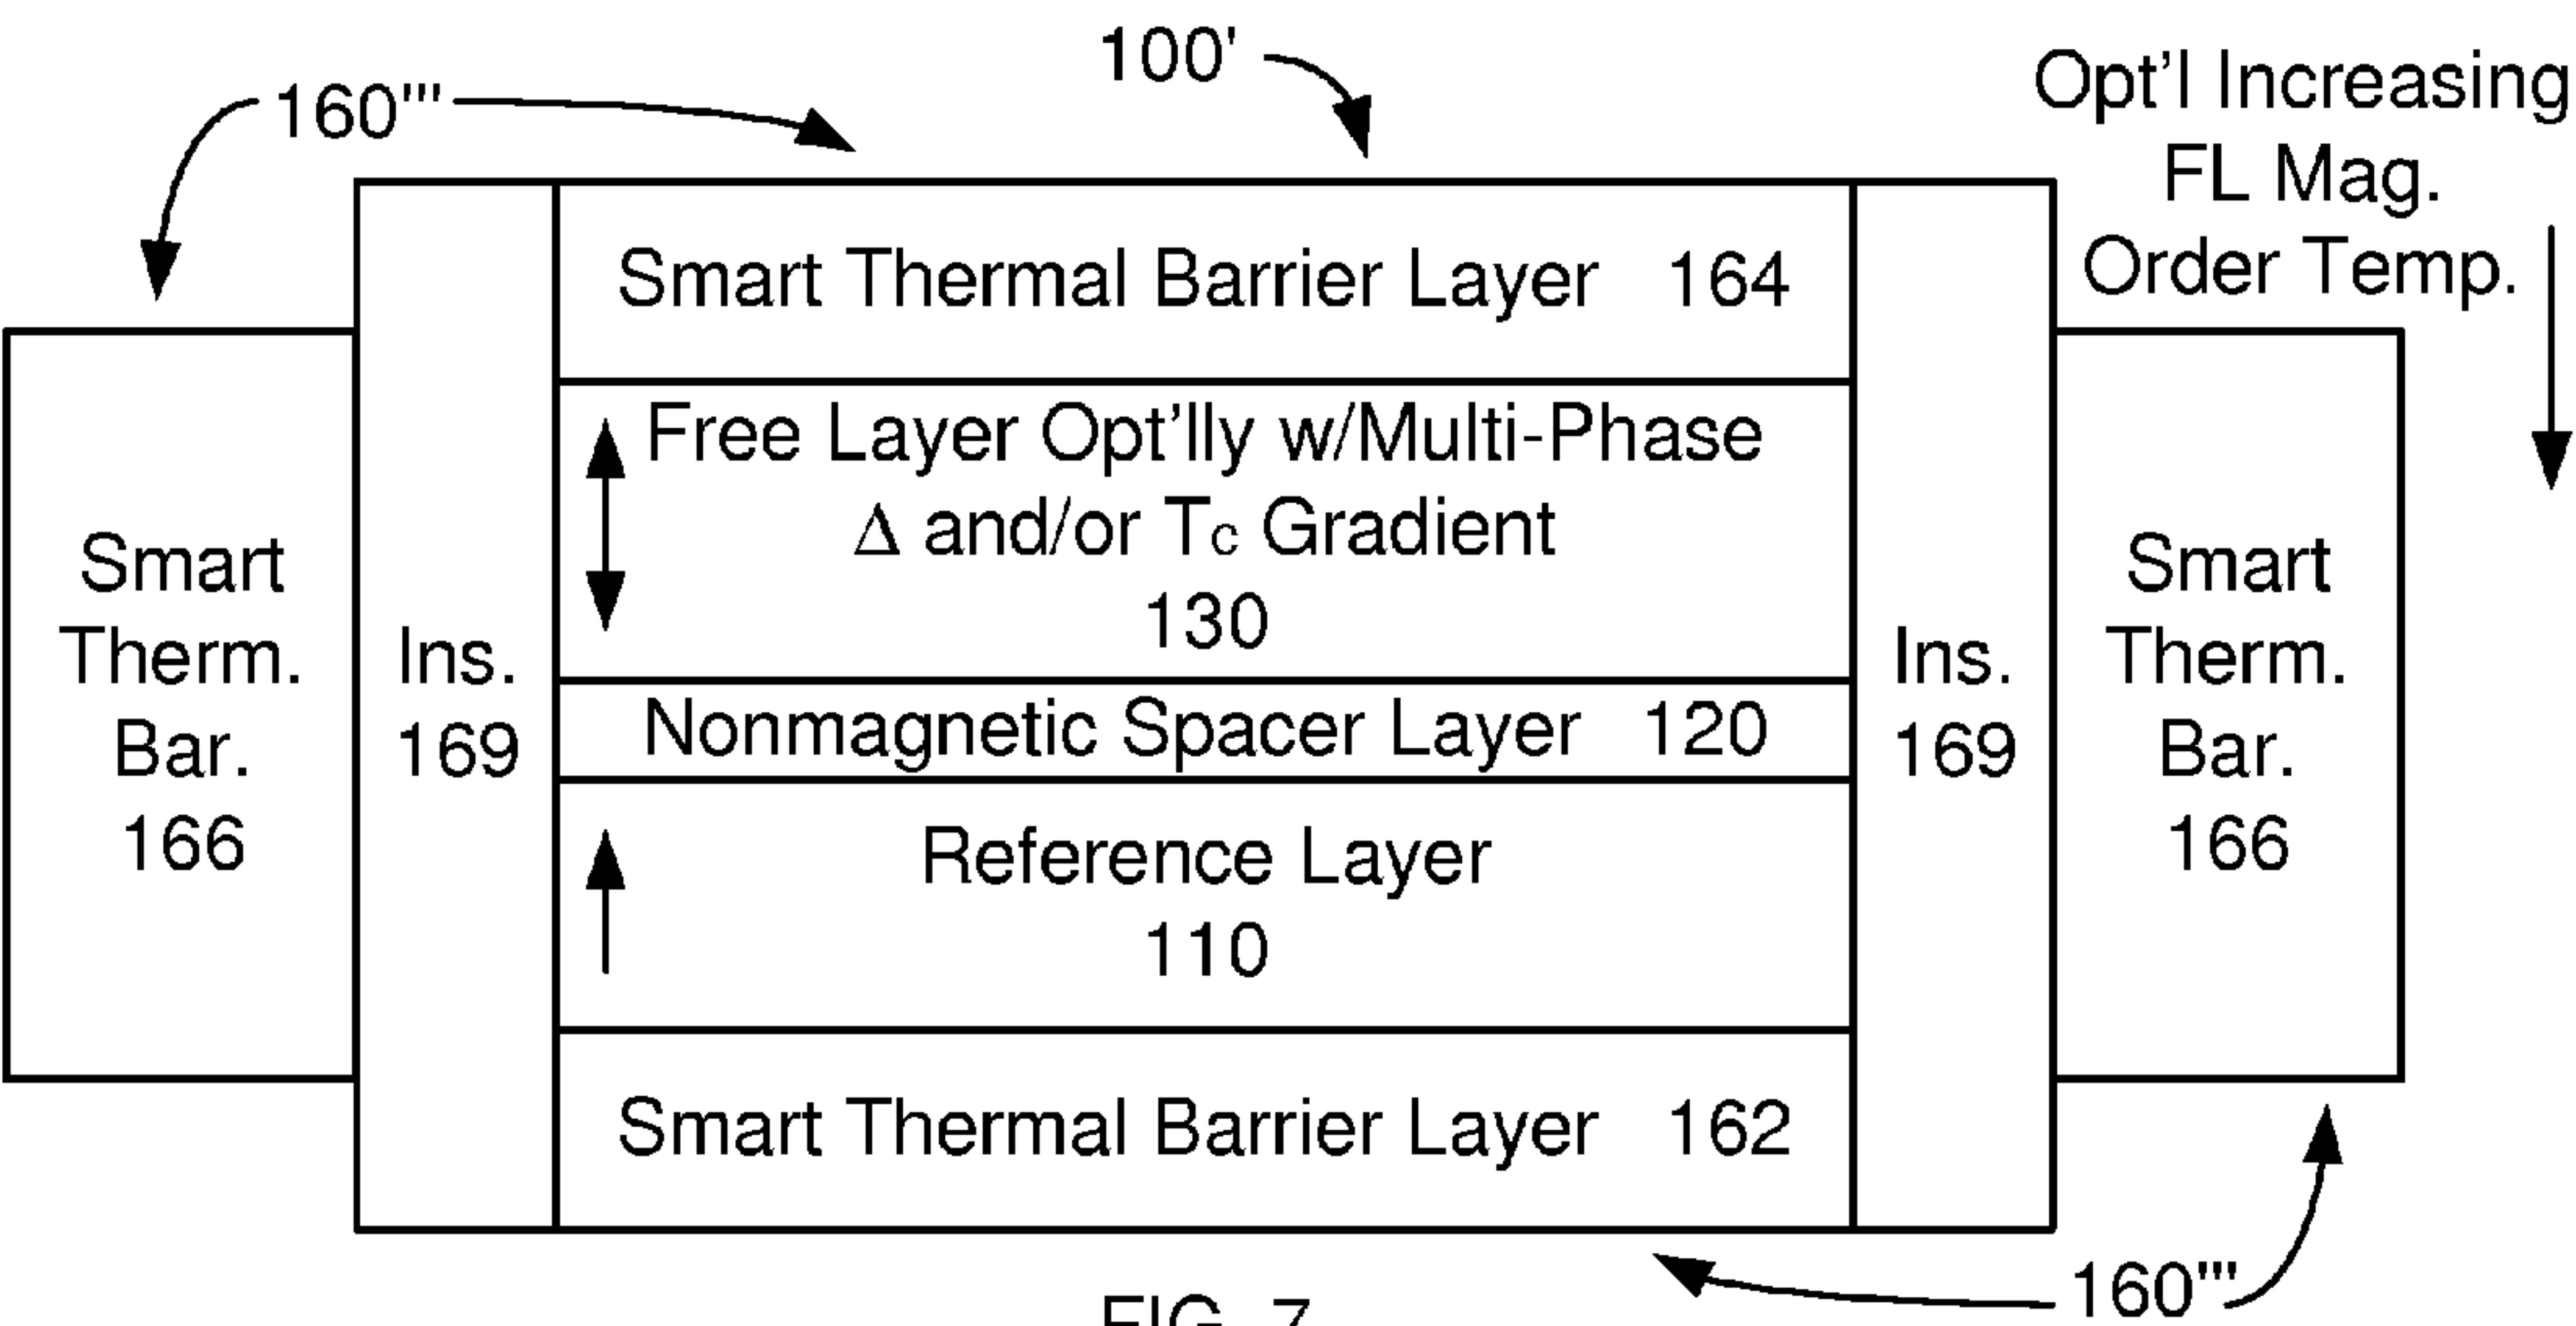 100'
160'''
Opt'l Increasing
FL Mag.
Order Temp.
Smart Thermal Barrier Layer 164
Free Layer Opt'lly w/Multi-Phase
Δ and/or Tc Gradient
130
Nonmagnetic Spacer Layer 120
Reference Layer
110
Smart Thermal Barrier Layer 162
Smart
Therm.
Bar.
166
Ins.
169
Ins.
169
Smart
Therm.
Bar.
166
160'''
FIG. 7